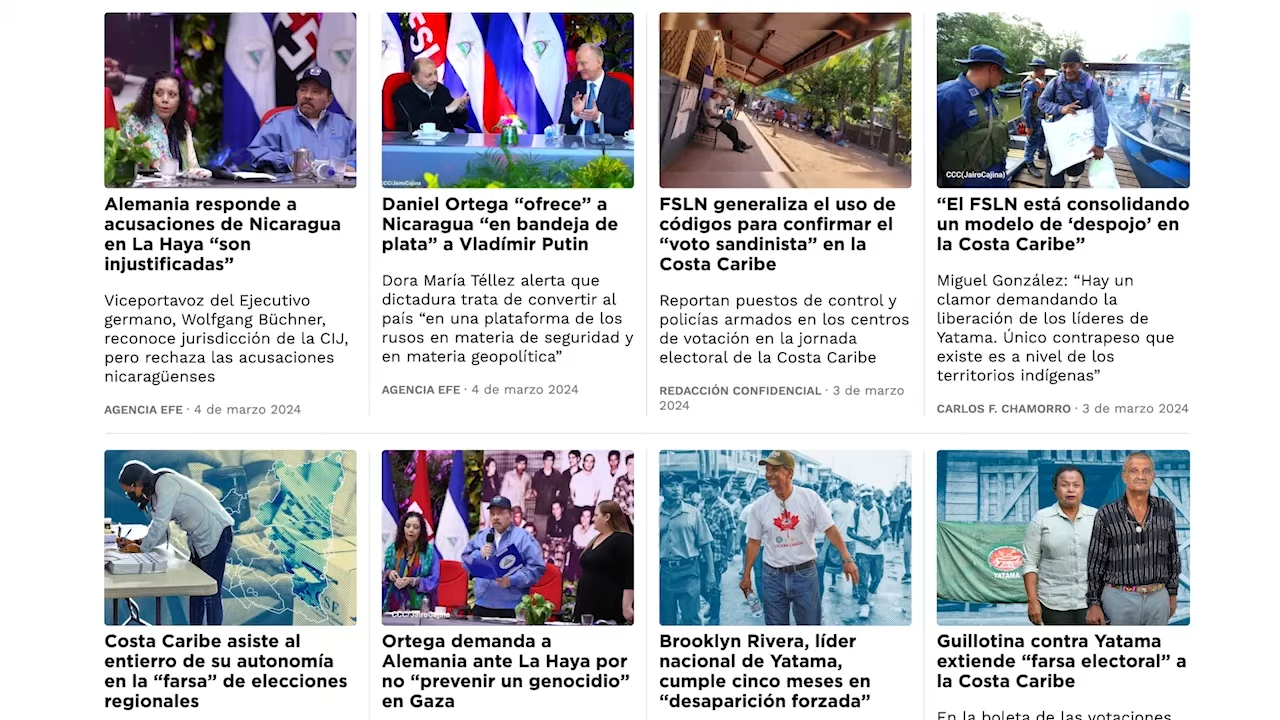 FSLN
CCC(JairoCajina)
CCC(JairoCajina)
Alemania responde a
acusaciones de Nicaragua
en La Haya “son
injustificadas”
Viceportavoz del Ejecutivo
germano, Wolfgang Büchner,
reconoce jurisdicción de la CIJ,
pero rechaza las acusaciones
nicaragüenses
AGENCIA EFE · 4 de marzo 2024
Daniel Ortega “ofrece” a
Nicaragua “en bandeja de
plata” a Vladímir Putin
Dora María Téllez alerta que
dictadura trata de convertir al
país “en una plataforma de los
rusos en materia de seguridad y
en materia geopolítica”
AGENCIA EFE · 4 de marzo 2024
FSLN generaliza el uso de
códigos para confirmar el
“voto sandinista” en la
Costa Caribe
Reportan puestos de control y
policías armados en los centros
de votación en la jornada
electoral de la Costa Caribe
REDACCIÓN CONFIDENCIAL · 3 de marzo
2024
“El FSLN está consolidando
un modelo de ‘despojo’ en
la Costa Caribe”
Miguel González: “Hay un
clamor demandando la
liberación de los líderes de
Yatama. Único contrapeso que
existe es a nivel de los
territorios indígenas”
CARLOS F. CHAMORRO · 3 de marzo 2024
CSE
CCC(JairoCajina)
YATAMA
Costa Caribe asiste al
entierro de su autonomía
en la “farsa” de elecciones
regionales
Ortega demanda a
Alemania ante La Haya por
no “prevenir un genocidio”
en Gaza
Brooklyn Rivera, líder
nacional de Yatama,
cumple cinco meses en
“desaparición forzada”
Guillotina contra Yatama
extiende “farsa electoral” a
la Costa Caribe
En la boleta de las votaciones